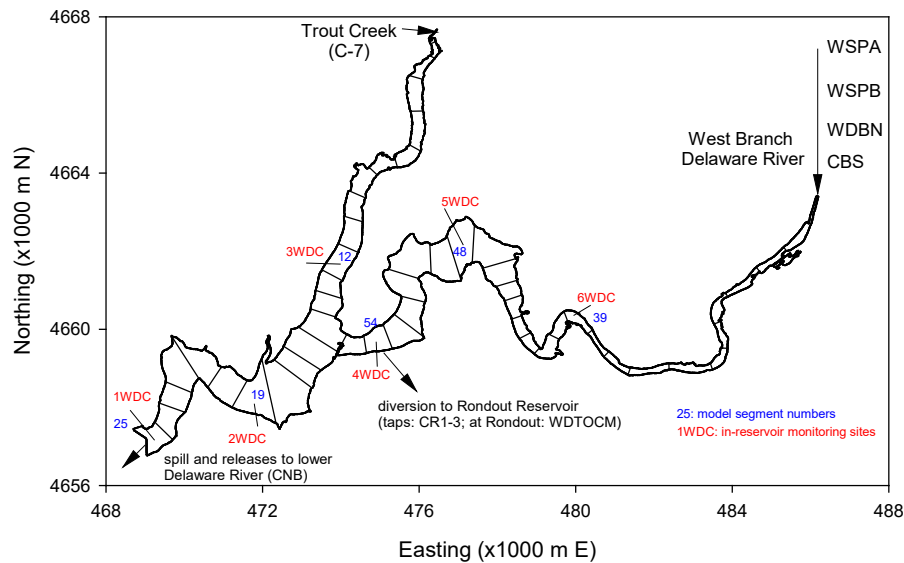 4668
4664
4660
4656
Northing (x1000 m N)
Trout Creek
(C-7)
WSPA
WSPB
WDBN
CBS
West Branch
Delaware River
5WDC
48
3WDC
12
6WDC
39
54
4WDC
1WDC
25
19
2WDC
diversion to Rondout Reservoir
(taps: CR1-3; at Rondout: WDTOCM)
25: model segment numbers
1WDC: in-reservoir monitoring sites
spill and releases to lower
Delaware River (CNB)
468
472
476
480
484
488
Easting (x1000 m E)